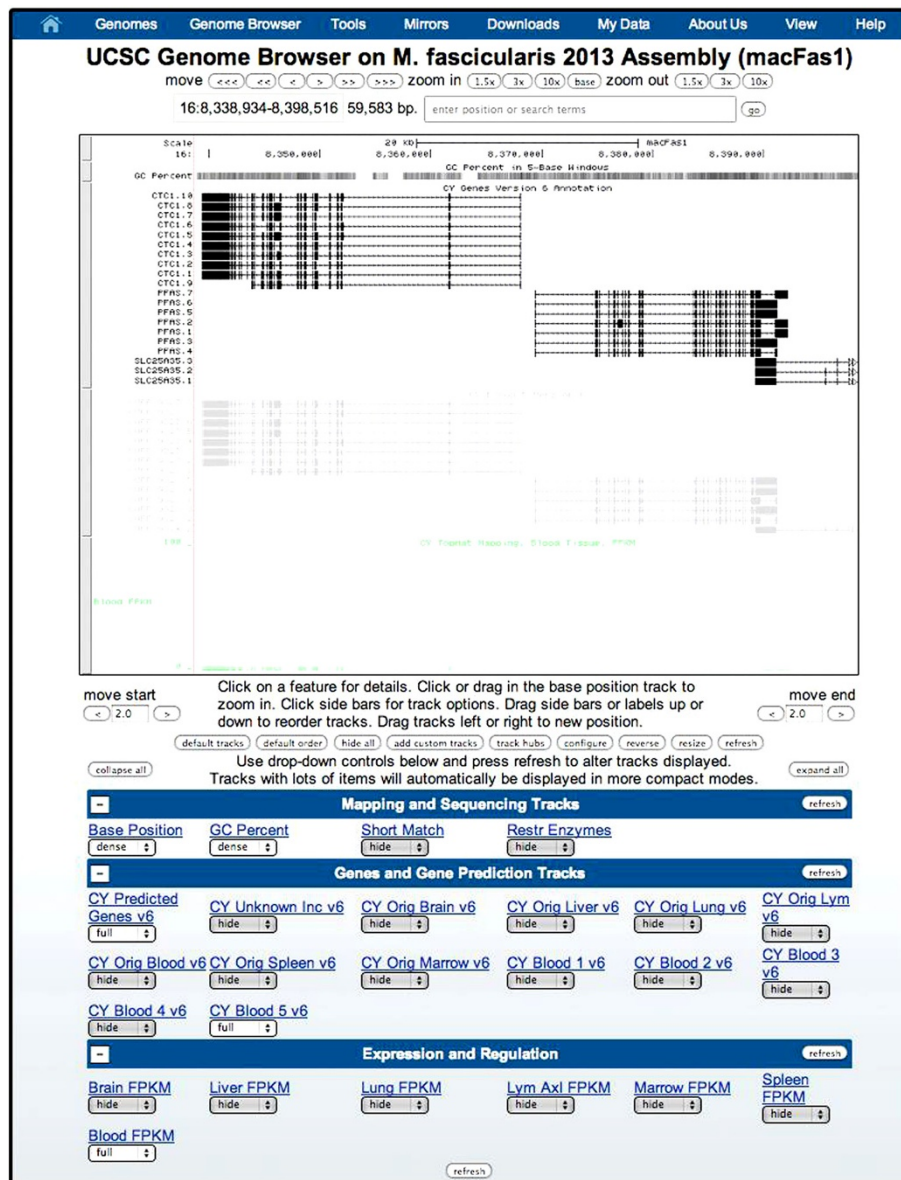 Genomes Genome Browser Tools Mirrors Downloads My Data About Us View Help
UCSC Genome Browser on M. fascicularis 2013 Assembly (macFas1)
move <<< << < > >> >>> zoom in 1.5x 3x 10x base zoom out 1.5x 3x 10x
16:8,338,934-8,398,516 59,583 bp. enter position or search terms go
Scale 20 kb macFas1
16: 8,350,000 8,360,000 8,370,000 8,380,000 8,390,000
GC Percent in 5-Base Windows
GC Percent
CY Genes Version 6 Annotation
CTC1.10
CTC1.8
CTC1.7
CTC1.6
CTC1.5
CTC1.4
CTC1.3
CTC1.2
CTC1.1
CTC1.9
PFAS.7
PFAS.6
PFAS.5
PFAS.2
PFAS.1
PFAS.3
PFAS.4
SLC25A35.3
SLC25A35.2
SLC25A35.1
CY Tophat Mapping, Blood Tissue, FPKM
Blood FPKM
move start
< 2.0 >
Click on a feature for details. Click or drag in the base position track to
zoom in. Click side bars for track options. Drag side bars or labels up or
down to reorder tracks. Drag tracks left or right to new position.
move end
< 2.0 >
default tracks default order hide all add custom tracks track hubs configure reverse resize refresh
collapse all
Use drop-down controls below and press refresh to alter tracks displayed.
Tracks with lots of items will automatically be displayed in more compact modes.
expand all
- Mapping and Sequencing Tracks refresh
Base Position GC Percent Short Match Restr Enzymes
dense dense hide hide
- Genes and Gene Prediction Tracks refresh
CY Predicted Genes v6 CY Unknown Inc v6 CY Orig Brain v6 CY Orig Liver v6 CY Orig Lung v6 CY Orig Lym v6
full hide hide hide hide hide
CY Orig Blood v6 CY Orig Spleen v6 CY Orig Marrow v6 CY Blood 1 v6 CY Blood 2 v6 CY Blood 3 v6
hide hide hide hide hide hide
CY Blood 4 v6 CY Blood 5 v6
hide full
- Expression and Regulation refresh
Brain FPKM Liver FPKM Lung FPKM Lym Axl FPKM Marrow FPKM Spleen FPKM
hide hide hide hide hide hide
Blood FPKM
full
refresh